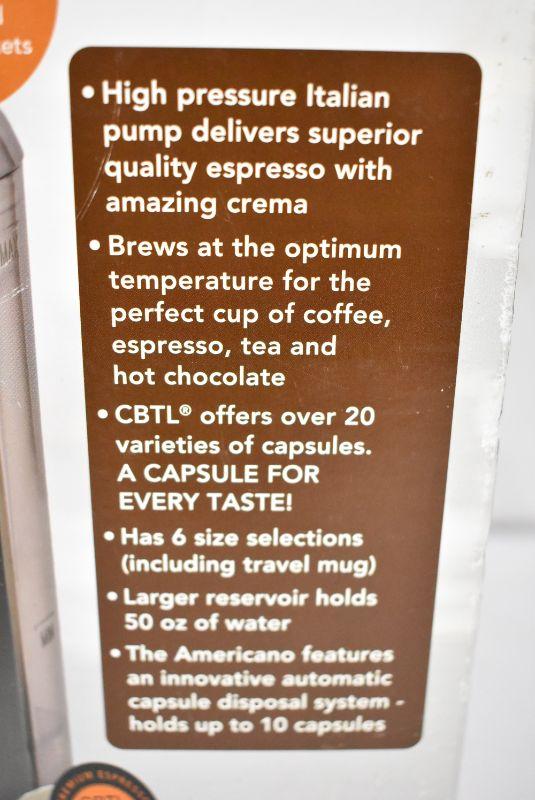 ets
• High pressure Italian
pump delivers superior
quality espresso with
amazing crema
• Brews at the optimum
temperature for the
perfect cup of coffee,
espresso, tea and
hot chocolate
• CBTL® offers over 20
varieties of capsules.
A CAPSULE FOR
EVERY TASTE!
• Has 6 size selections
(including travel mug)
• Larger reservoir holds
50 oz of water
• The Americano features
an innovative automatic
capsule disposal system -
holds up to 10 capsules
MAX
MIN